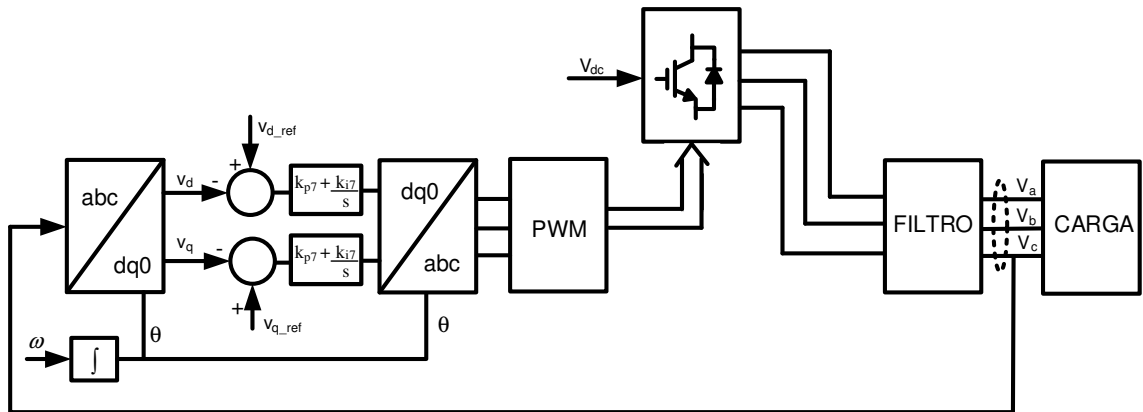 V_dc
v_d_ref
+
v_d
-
abc
dq0
k_p7 + k_i7/s
dq0
abc
PWM
v_q
-
+
v_q_ref
k_p7 + k_i7/s
FILTRO
V_a
V_b
V_c
CARGA
ω
∫
θ
θ